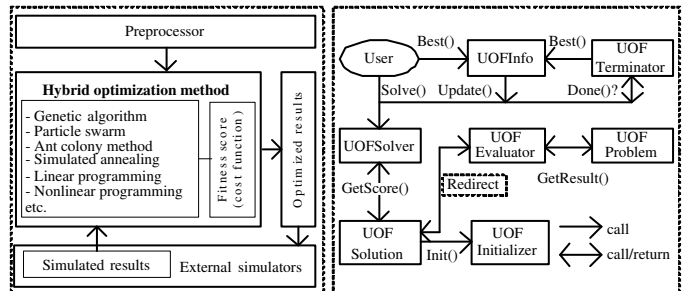 Preprocessor
Hybrid optimization method
- Genetic algorithm
- Particle swarm
- Ant colony method
- Simulated annealing
- Linear programming
- Nonlinear programming
etc.
Fitness score
(cost function)
Optimized results
Simulated results
External simulators
User
Best()
UOFInfo
Best()
UOF
Terminator
Solve()
Update()
Done()?
UOFSolver
UOF
Evaluator
UOF
Problem
GetScore()
Redirect
GetResult()
UOF
Solution
Init()
UOF
Initializer
call
call/return